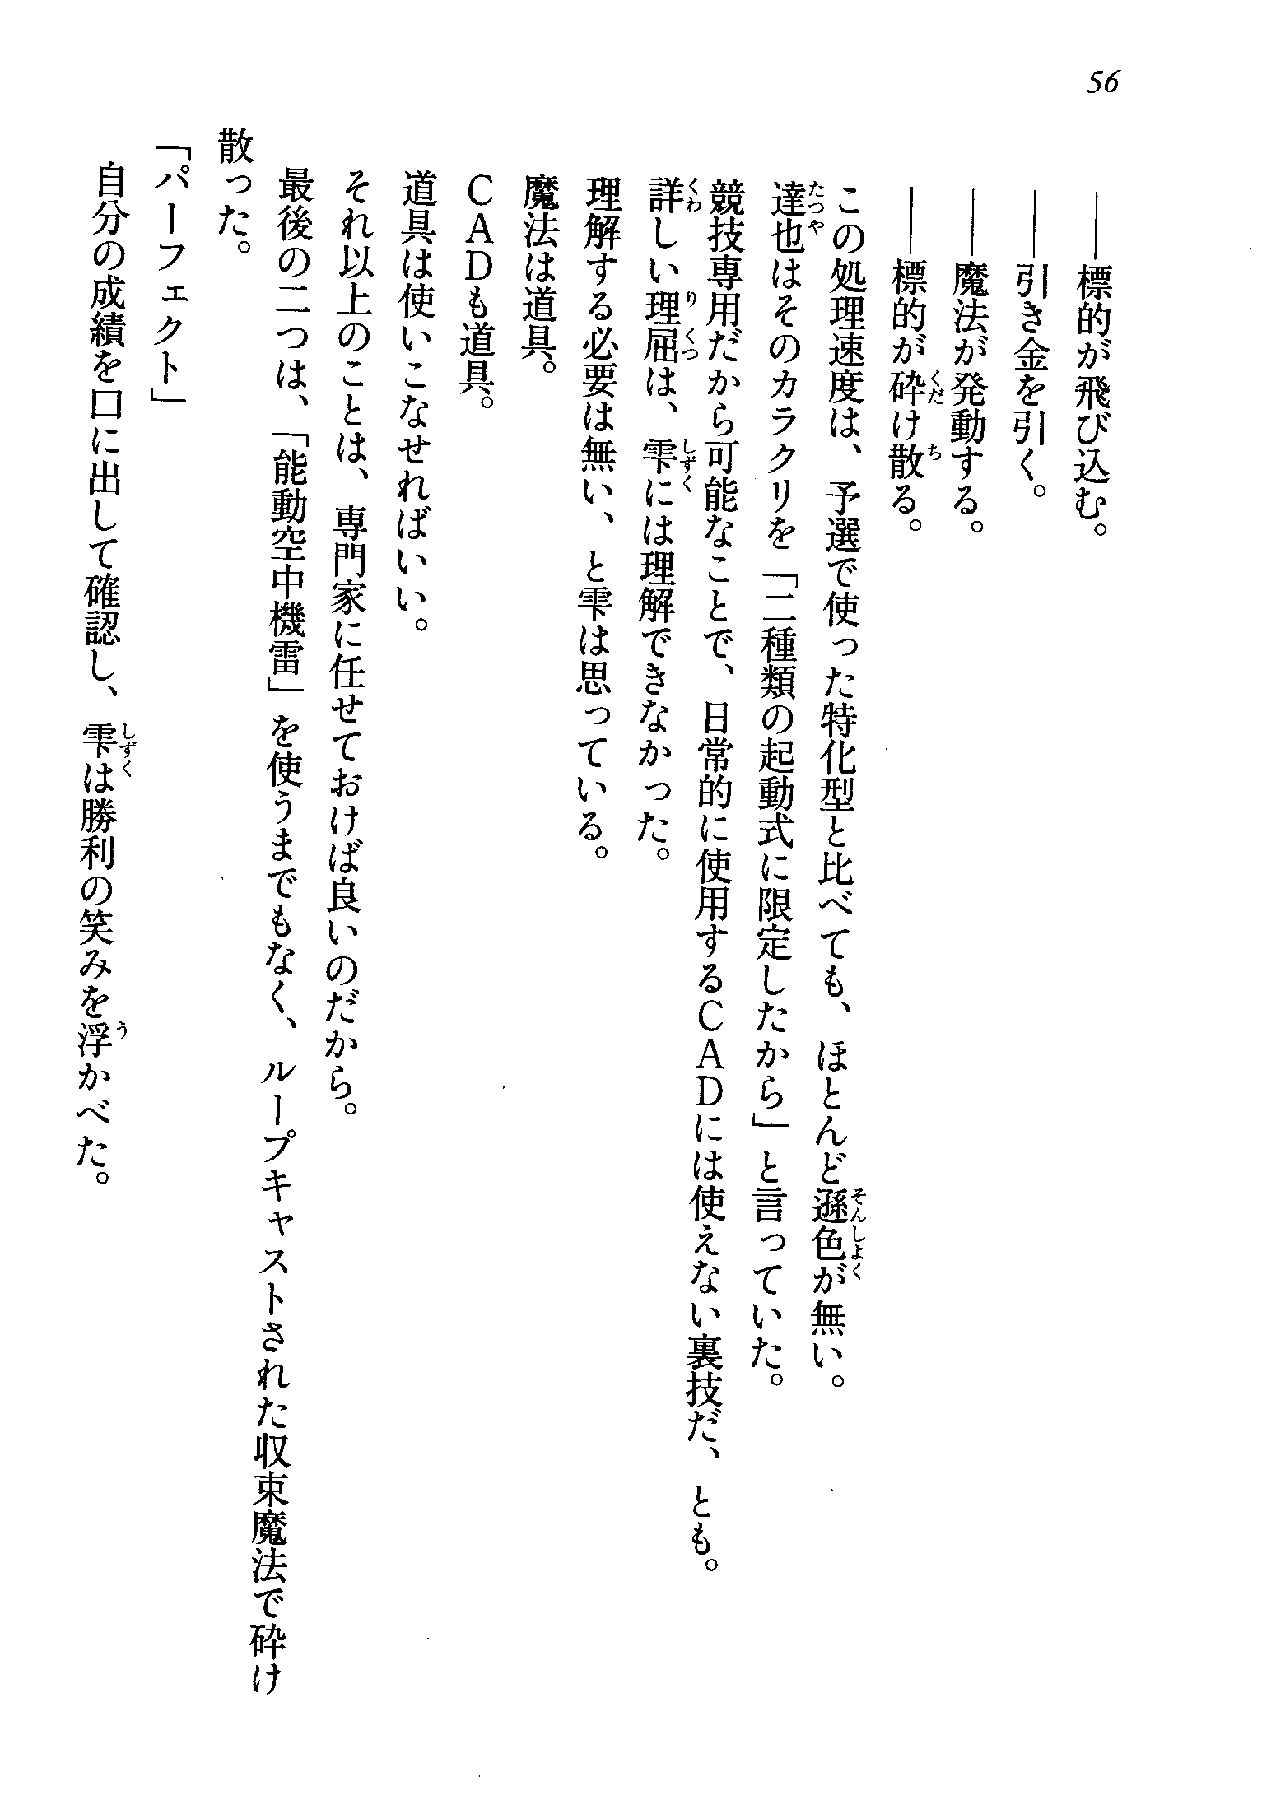 56
――標的が飛び込む。
――引き金を引く。
――魔法が発動する。
――標的が砕け散る。
この処理速度は、予選で使った特化型と比べても、ほとんど遜色が無い。
達也はそのカラクリを「二種類の起動式に限定したから」と言っていた。
競技専用だから可能なことで、日常的に使用するCADには使えない裏技だ、とも。
詳しい理屈は、雫には理解できなかった。
理解する必要は無い、と雫は思っている。
魔法は道具。
CADも道具。
道具は使いこなせればいい。
それ以上のことは、専門家に任せておけば良いのだから。
最後の二つは、「能動空中機雷」を使うまでもなく、ループキャストされた収束魔法で砕け
散った。
「パーフェクト」
自分の成績を口に出して確認し、雫は勝利の笑みを浮かべた。